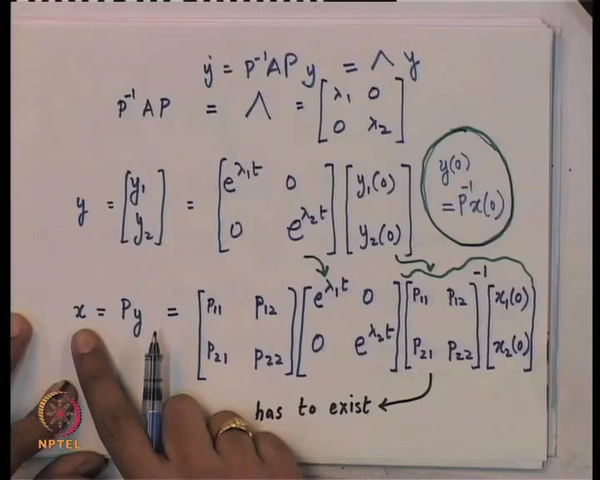 ẏ = P⁻¹AP y = Λ y
P⁻¹AP = Λ = [λ₁ 0; 0 λ₂]
y = [y₁; y₂] = [e^λ₁t 0; 0 e^λ₂t] [y₁(0); y₂(0)]
y(0)
= P⁻¹x(0)
x = Py = [P₁₁ P₁₂; P₂₁ P₂₂] [e^λ₁t 0; 0 e^λ₂t] [P₁₁ P₁₂; P₂₁ P₂₂]⁻¹ [x₁(0); x₂(0)]
has to exist
NPTEL